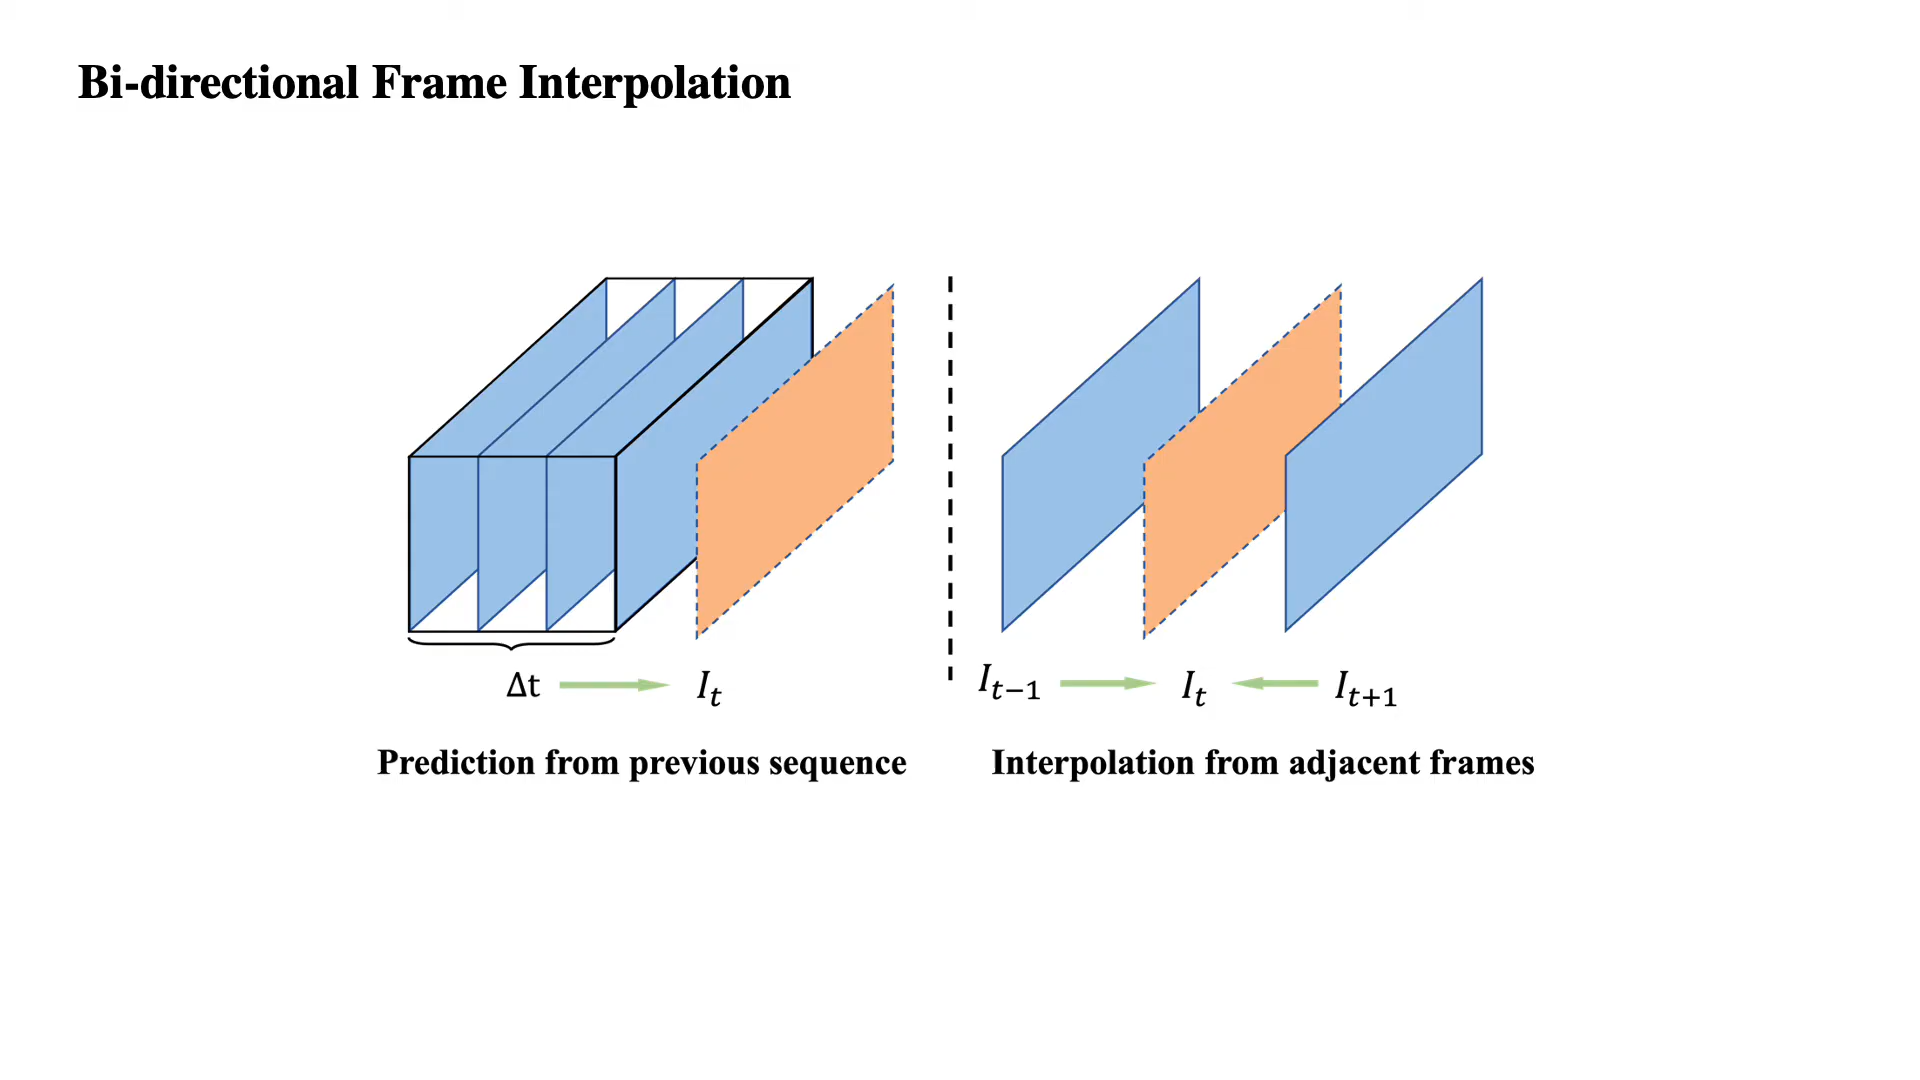 Bi-directional Frame Interpolation
Δt
I_t
I_{t−1}
I_t
I_{t+1}
Prediction from previous sequence
Interpolation from adjacent frames